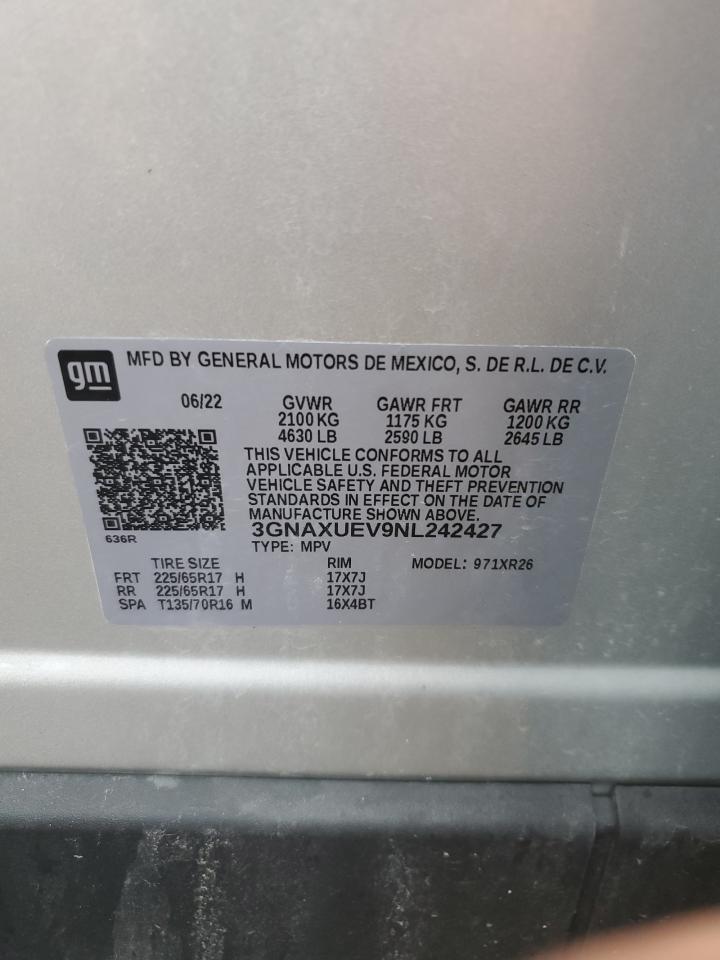 gm
MFD BY GENERAL MOTORS DE MEXICO, S. DE R.L. DE C.V.
06/22 GVWR GAWR FRT GAWR RR
2100 KG 1175 KG 1200 KG
4630 LB 2590 LB 2645 LB
THIS VEHICLE CONFORMS TO ALL
APPLICABLE U.S. FEDERAL MOTOR
VEHICLE SAFETY AND THEFT PREVENTION
STANDARDS IN EFFECT ON THE DATE OF
MANUFACTURE SHOWN ABOVE.
3GNAXUEV9NL242427
636R
TYPE: MPV
TIRE SIZE RIM MODEL: 971XR26
FRT 225/65R17 H 17X7J
RR 225/65R17 H 17X7J
SPA T135/70R16 M 16X4BT